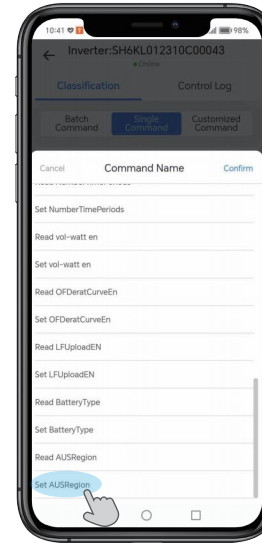 10:41
98%
Inverter:SH6KL012310C00043
Online
Classification
Control Log
Batch
Command
Single
Command
Customized
Command
Cancel
Command Name
Confirm
Set NumberTimePeriods
Read vol-watt en
Set vol-watt en
Read OFDeratCurveEn
Set OFDeratCurveEn
Read LFUploadEN
Set LFUploadEN
Read BatteryType
Set BatteryType
Read AUSRegion
Set AUSRegion